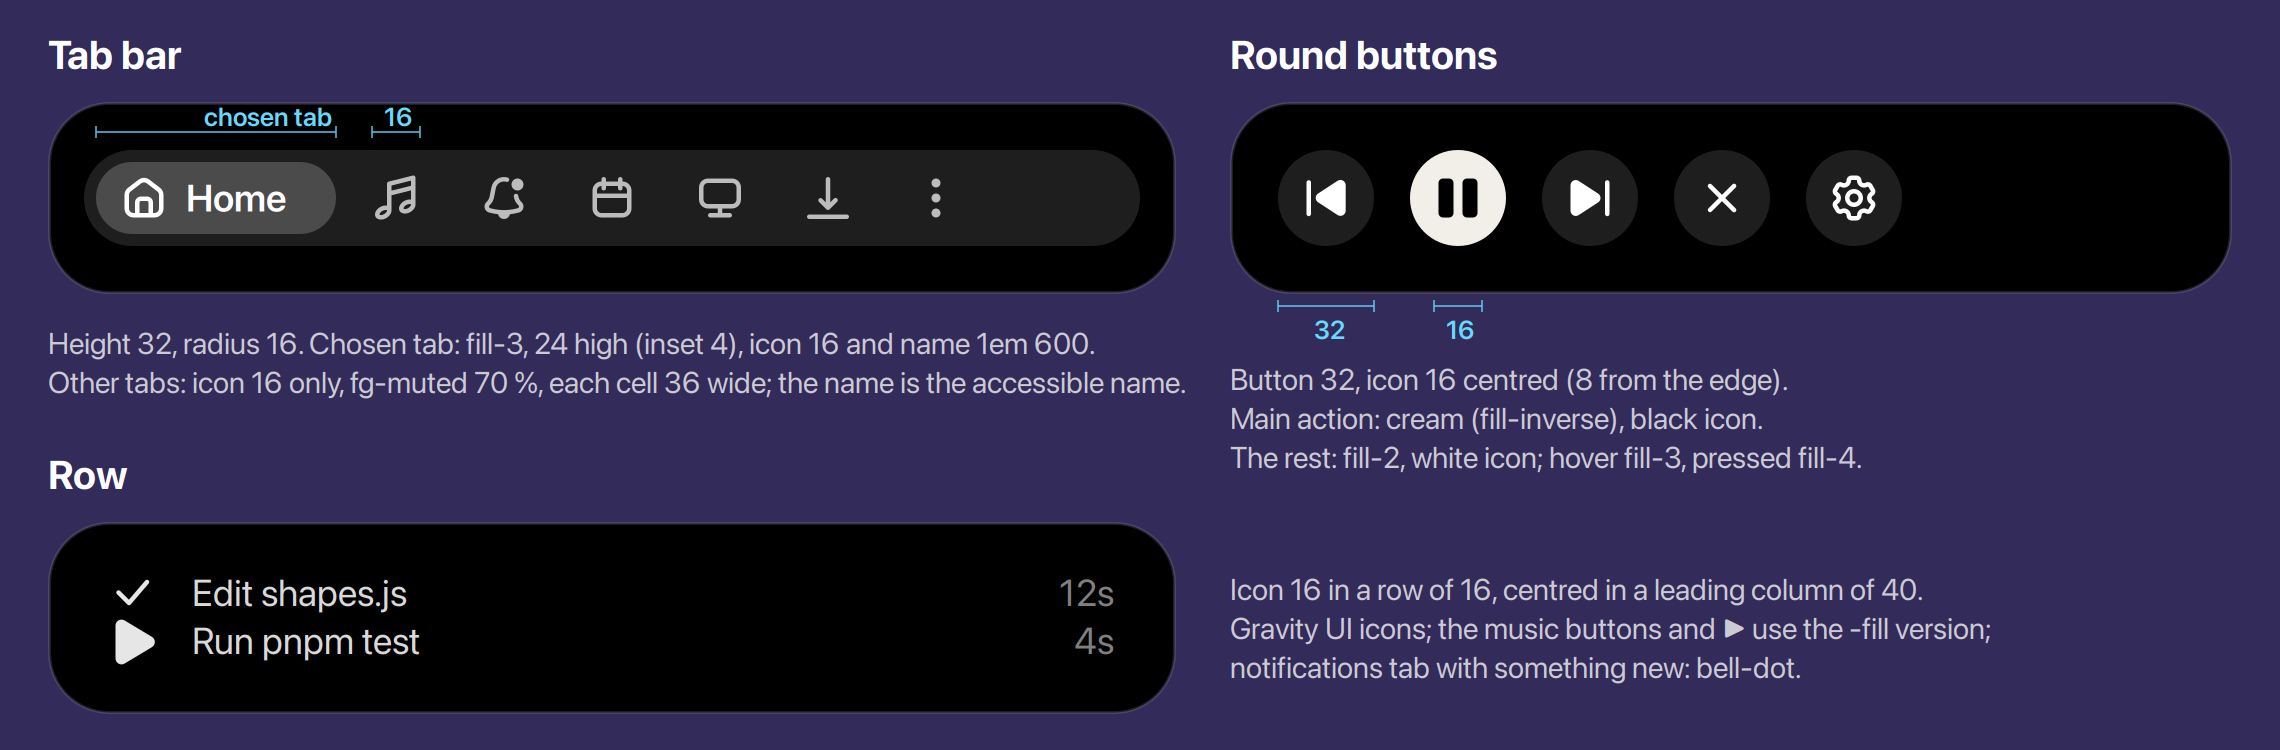 Tab bar
chosen tab
16
Home
Height 32, radius 16. Chosen tab: fill-3, 24 high (inset 4), icon 16 and name 1em 600.
Other tabs: icon 16 only, fg-muted 70 %, each cell 36 wide; the name is the accessible name.
Round buttons
32
16
Button 32, icon 16 centred (8 from the edge).
Main action: cream (fill-inverse), black icon.
The rest: fill-2, white icon; hover fill-3, pressed fill-4.
Row
Edit shapes.js 12s
Run pnpm test 4s
Icon 16 in a row of 16, centred in a leading column of 40.
Gravity UI icons; the music buttons and ▶ use the -fill version;
notifications tab with something new: bell-dot.